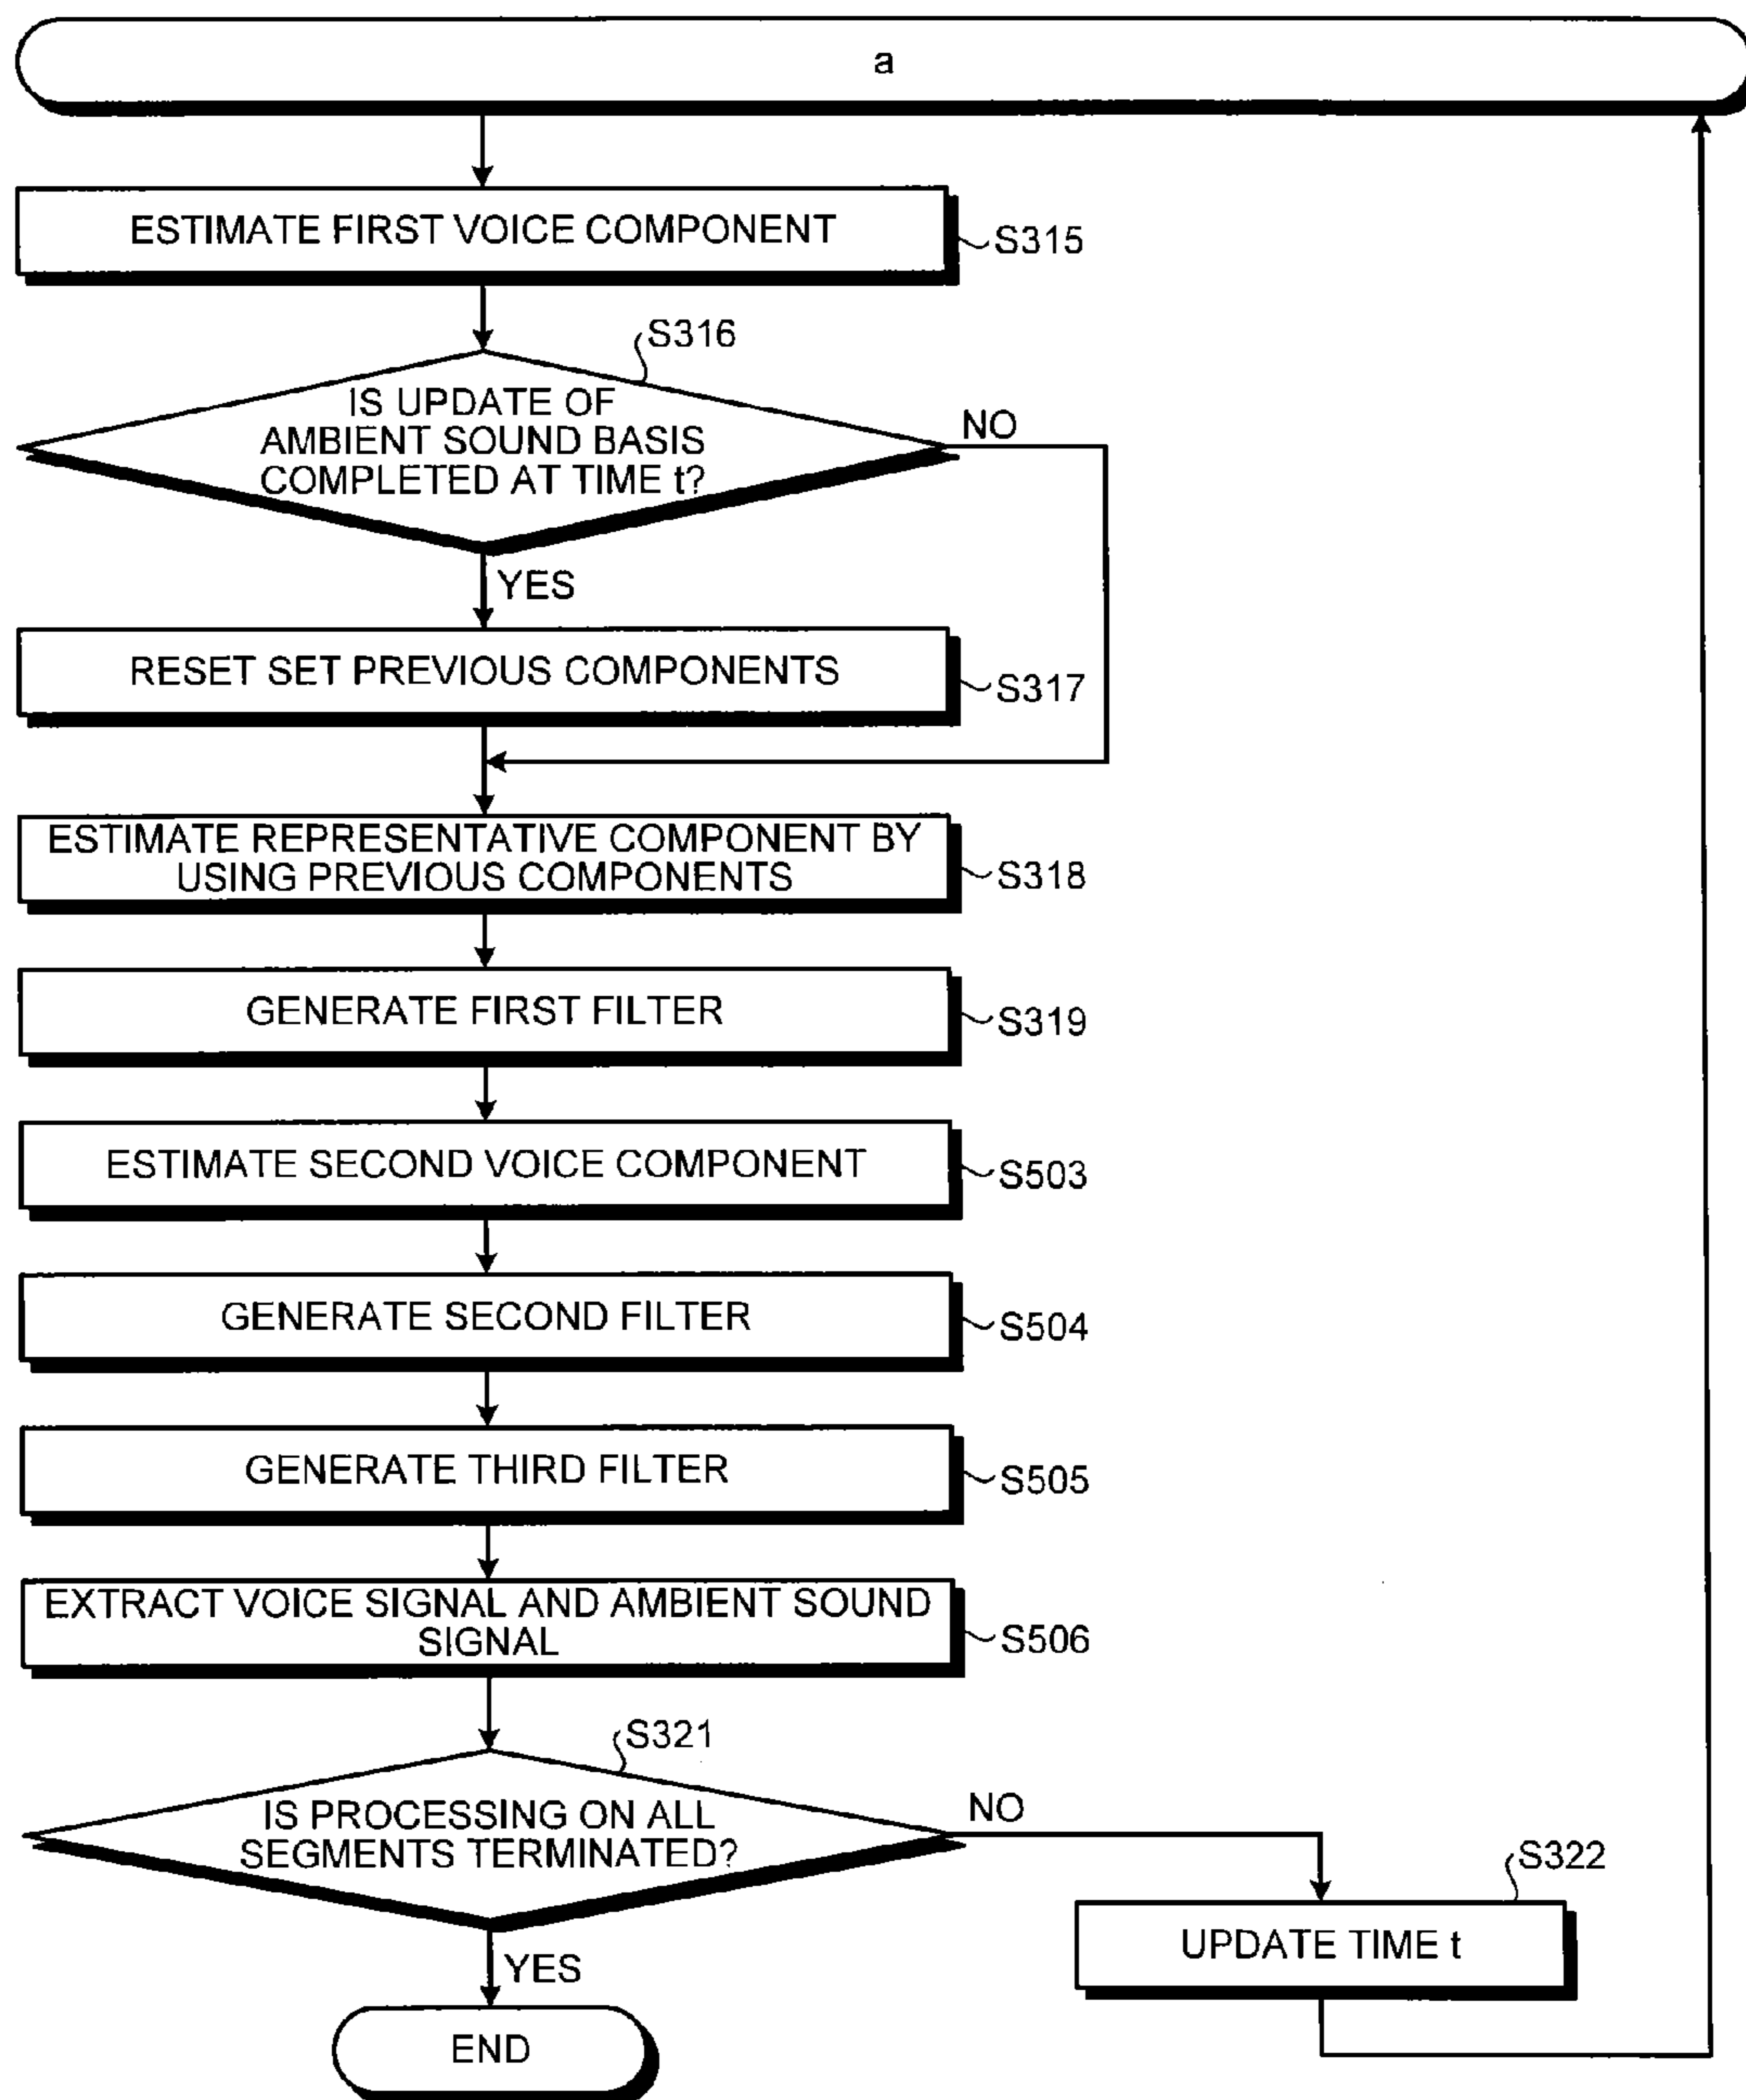 a
ESTIMATE FIRST VOICE COMPONENT
S315
S316
IS UPDATE OF
AMBIENT SOUND BASIS
COMPLETED AT TIME t?
NO
YES
RESET SET PREVIOUS COMPONENTS
S317
ESTIMATE REPRESENTATIVE COMPONENT BY
USING PREVIOUS COMPONENTS
S318
GENERATE FIRST FILTER
S319
ESTIMATE SECOND VOICE COMPONENT
S503
GENERATE SECOND FILTER
S504
GENERATE THIRD FILTER
S505
EXTRACT VOICE SIGNAL AND AMBIENT SOUND
SIGNAL
S506
S321
IS PROCESSING ON ALL
SEGMENTS TERMINATED?
NO
S322
UPDATE TIME t
YES
END